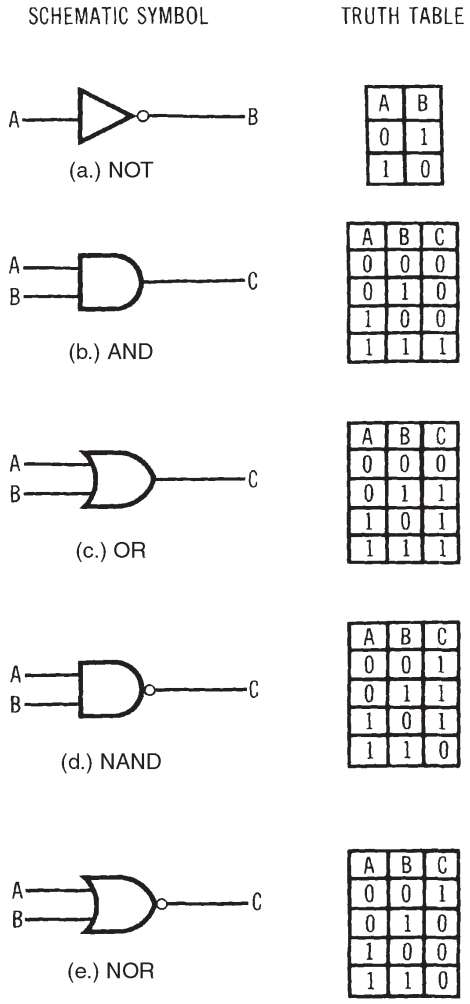 SCHEMATIC SYMBOL TRUTH TABLE
A B
A B
0 1
1 0
(a.) NOT
A B C
0 0 0
0 1 0
1 0 0
1 1 1
A
B
C
(b.) AND
A B C
0 0 0
0 1 1
1 0 1
1 1 1
A
B
C
(c.) OR
A B C
0 0 1
0 1 1
1 0 1
1 1 0
A
B
C
(d.) NAND
A B C
0 0 1
0 1 0
1 0 0
1 1 0
A
B
C
(e.) NOR